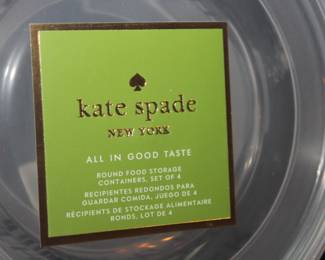 kate spade
NEW YORK
ALL IN GOOD TASTE
ROUND FOOD STORAGE
CONTAINERS, SET OF 4
RECIPIENTES REDONDOS PARA
GUARDAR COMIDA, JUEGO DE 4
RÉCIPIENTS DE STOCKAGE ALIMENTAIRE
RONDS, LOT DE 4